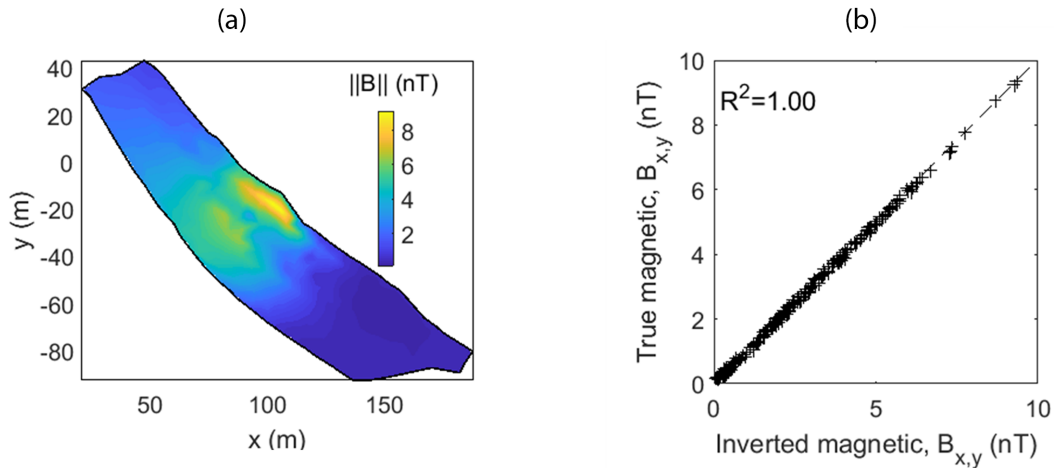 (a)
(b)
||B|| (nT)
8
6
4
2
40
20
0
-20
-40
-60
-80
50
100
150
x (m)
y (m)
R²=1.00
10
8
6
4
2
0
0
5
10
True magnetic, Bx,y (nT)
Inverted magnetic, Bx,y (nT)